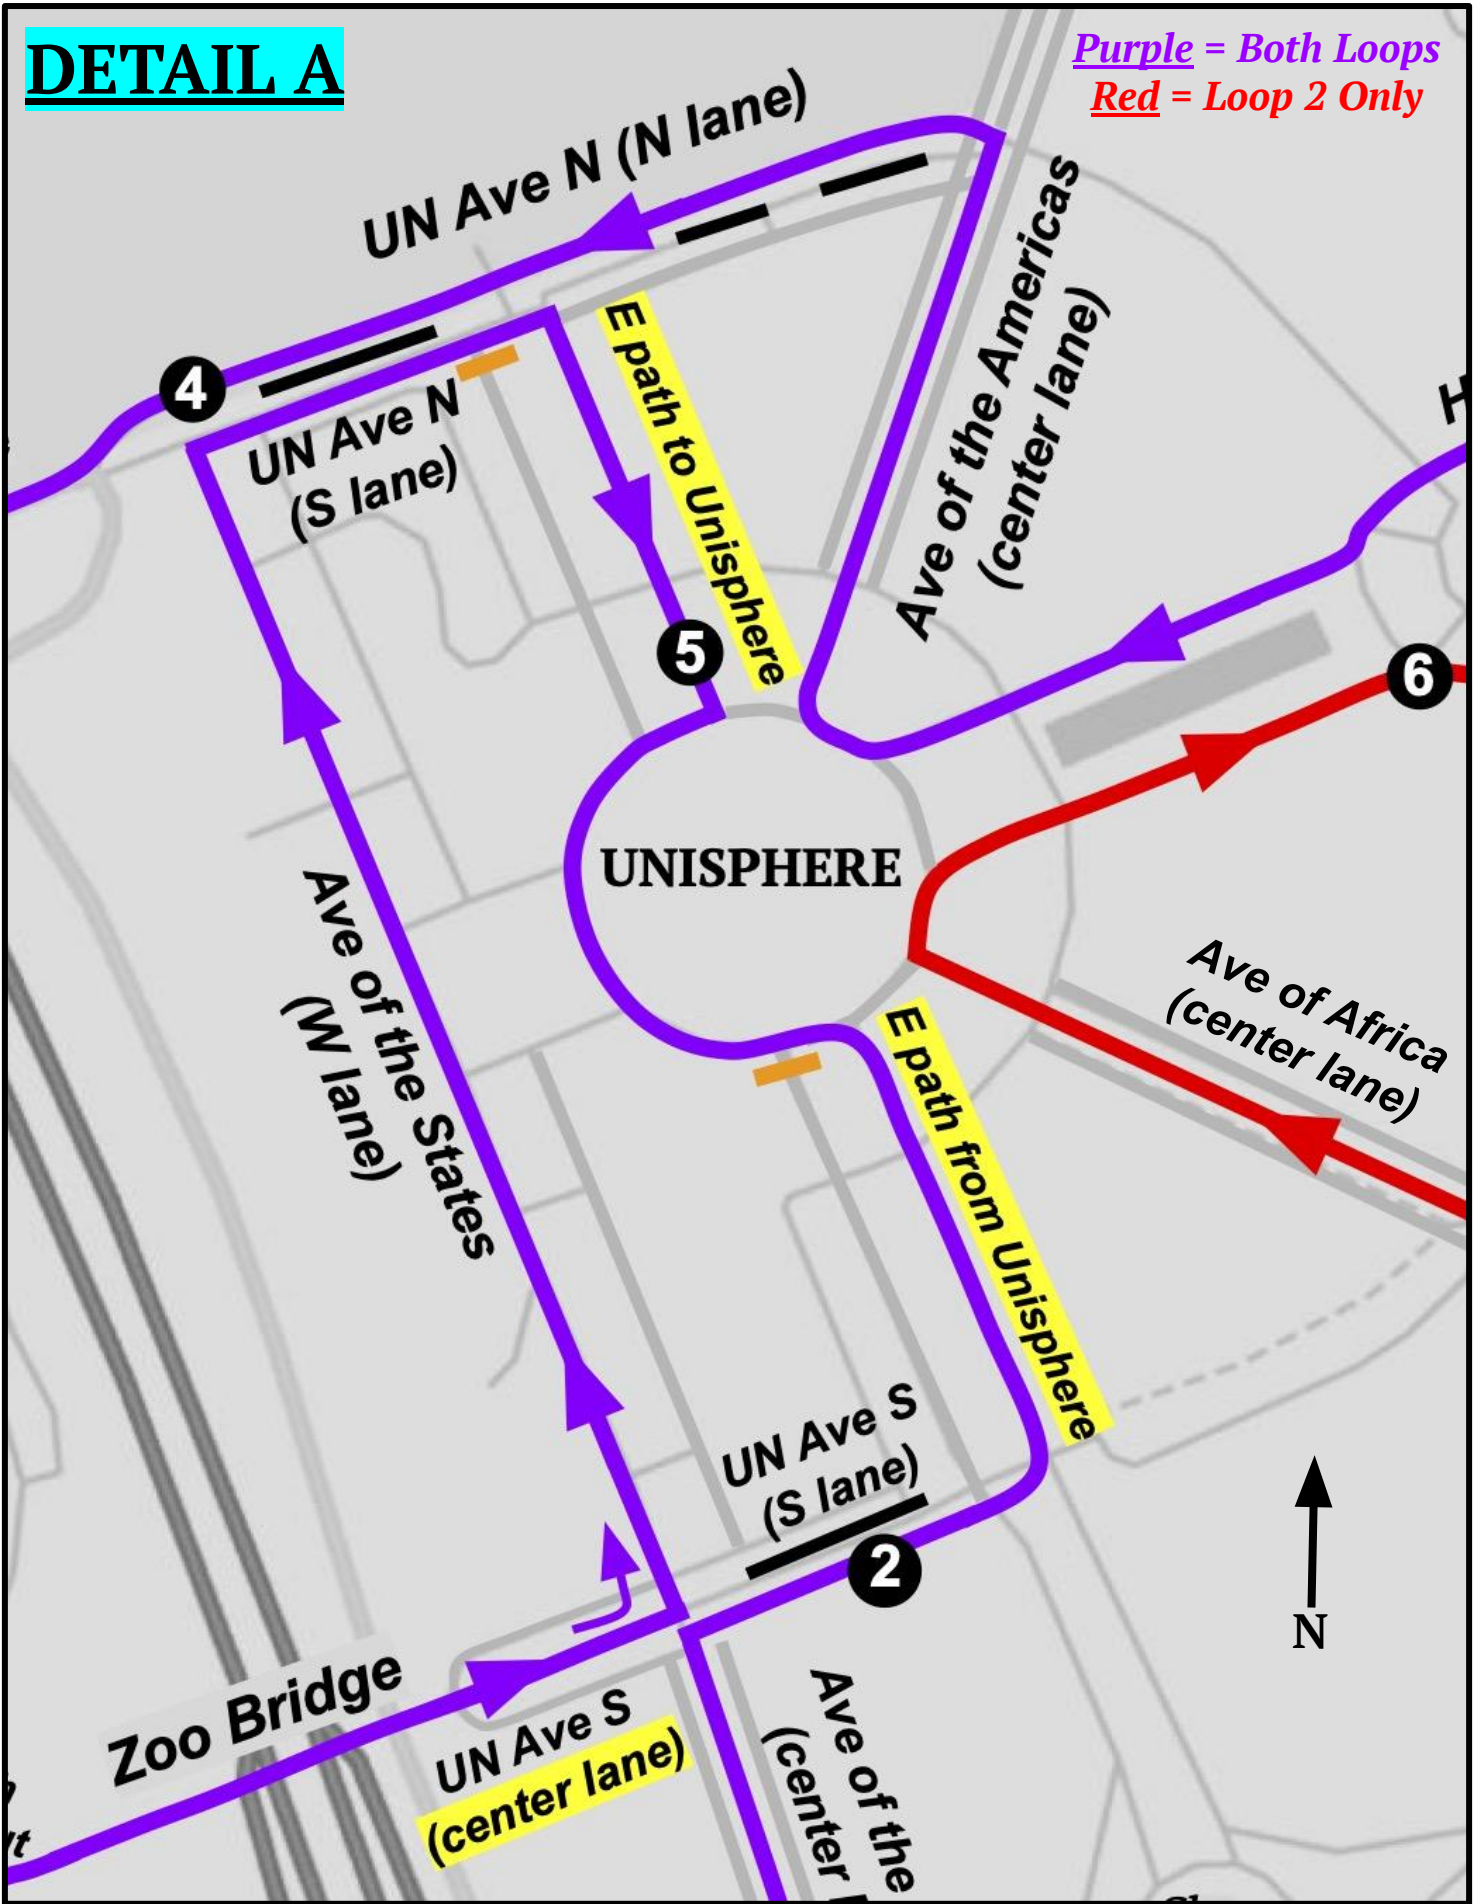 DETAIL A
Purple = Both Loops
Red = Loop 2 Only
UN Ave N (N lane)
Ave of the Americas
(center lane)
E path to Unisphere
4
UN Ave N
(S lane)
H
5
6
UNISPHERE
Ave of the States
(W lane)
Ave of Africa
(center lane)
E path from Unisphere
UN Ave S
(S lane)
2
N
Zoo Bridge
UN Ave S
(center lane)
Ave of the
(center